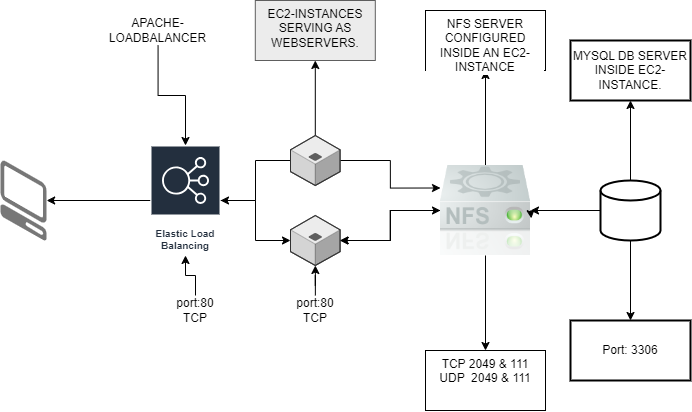 APACHE-
LOADBALANCER
EC2-INSTANCES
SERVING AS
WEBSERVERS.
NFS SERVER
CONFIGURED
INSIDE AN EC2-
INSTANCE
MYSQL DB SERVER
INSIDE EC2-
INSTANCE.
Elastic Load
Balancing
NFS
port:80
TCP
port:80
TCP
TCP 2049 & 111
UDP 2049 & 111
Port: 3306